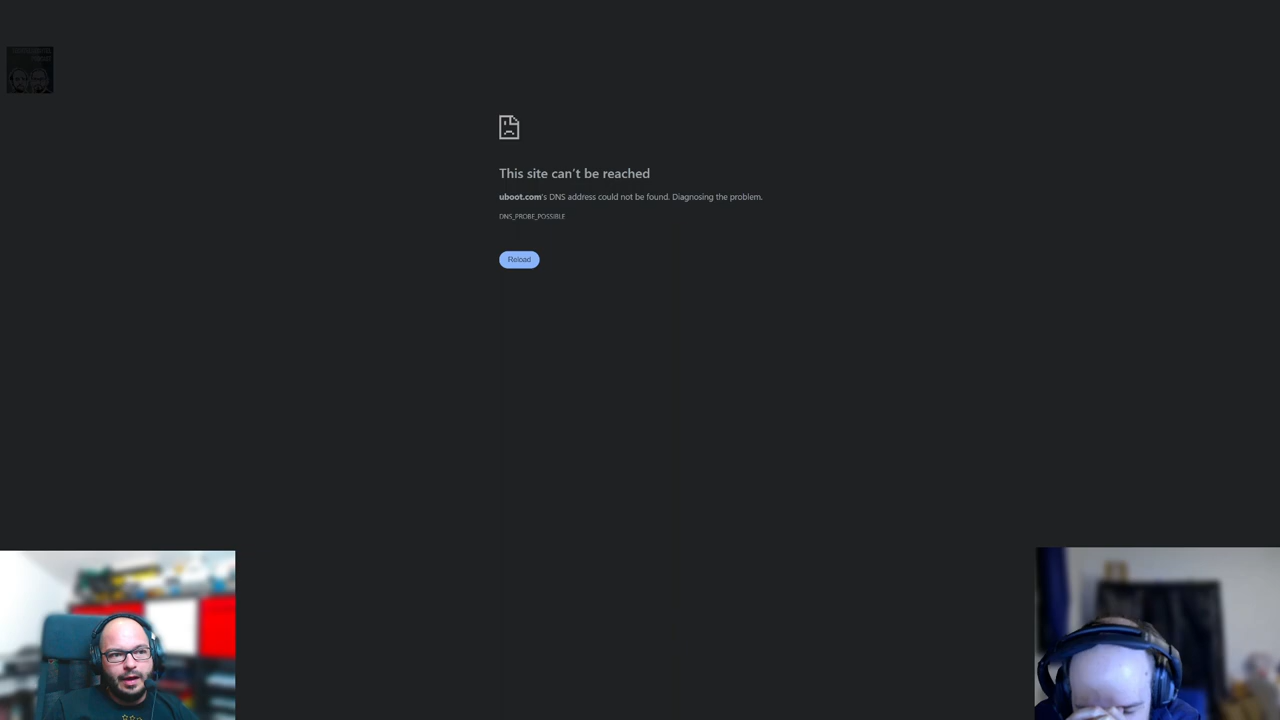 This site can't be reached
uboot.com's DNS address could not be found. Diagnosing the problem.
DNS_PROBE_POSSIBLE
Reload